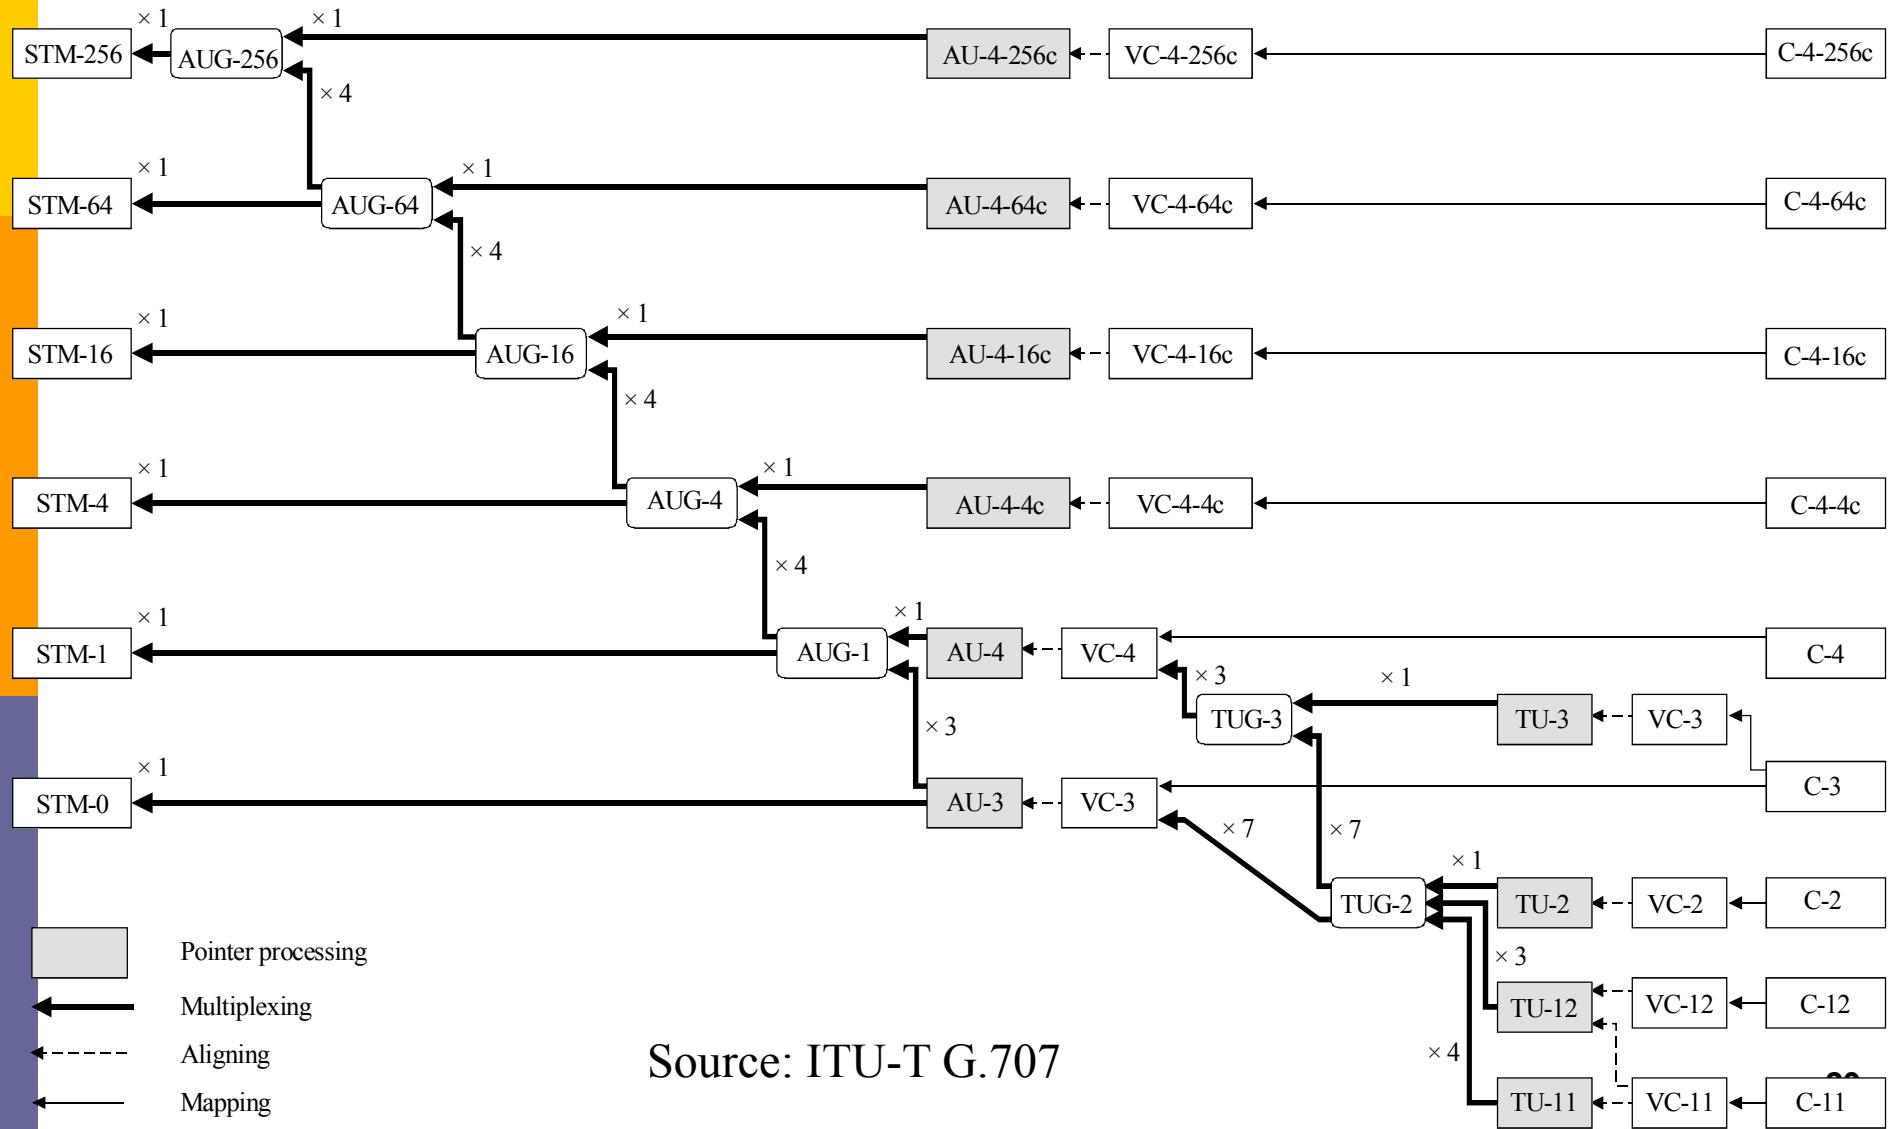 × 1
× 1
STM-256
AUG-256
AU-4-256c
VC-4-256c
C-4-256c
× 4
× 1
× 1
STM-64
AUG-64
AU-4-64c
VC-4-64c
C-4-64c
× 4
× 1
× 1
STM-16
AUG-16
AU-4-16c
VC-4-16c
C-4-16c
× 4
× 1
× 1
STM-4
AUG-4
AU-4-4c
VC-4-4c
C-4-4c
× 4
× 1
× 1
STM-1
AUG-1
AU-4
VC-4
C-4
× 3
× 1
TUG-3
TU-3
VC-3
× 3
× 1
STM-0
AU-3
VC-3
C-3
× 7
× 7
× 1
TUG-2
TU-2
VC-2
C-2
Pointer processing
× 3
Multiplexing
TU-12
VC-12
C-12
Aligning
Source: ITU-T G.707
× 4
Mapping
TU-11
VC-11
C-11